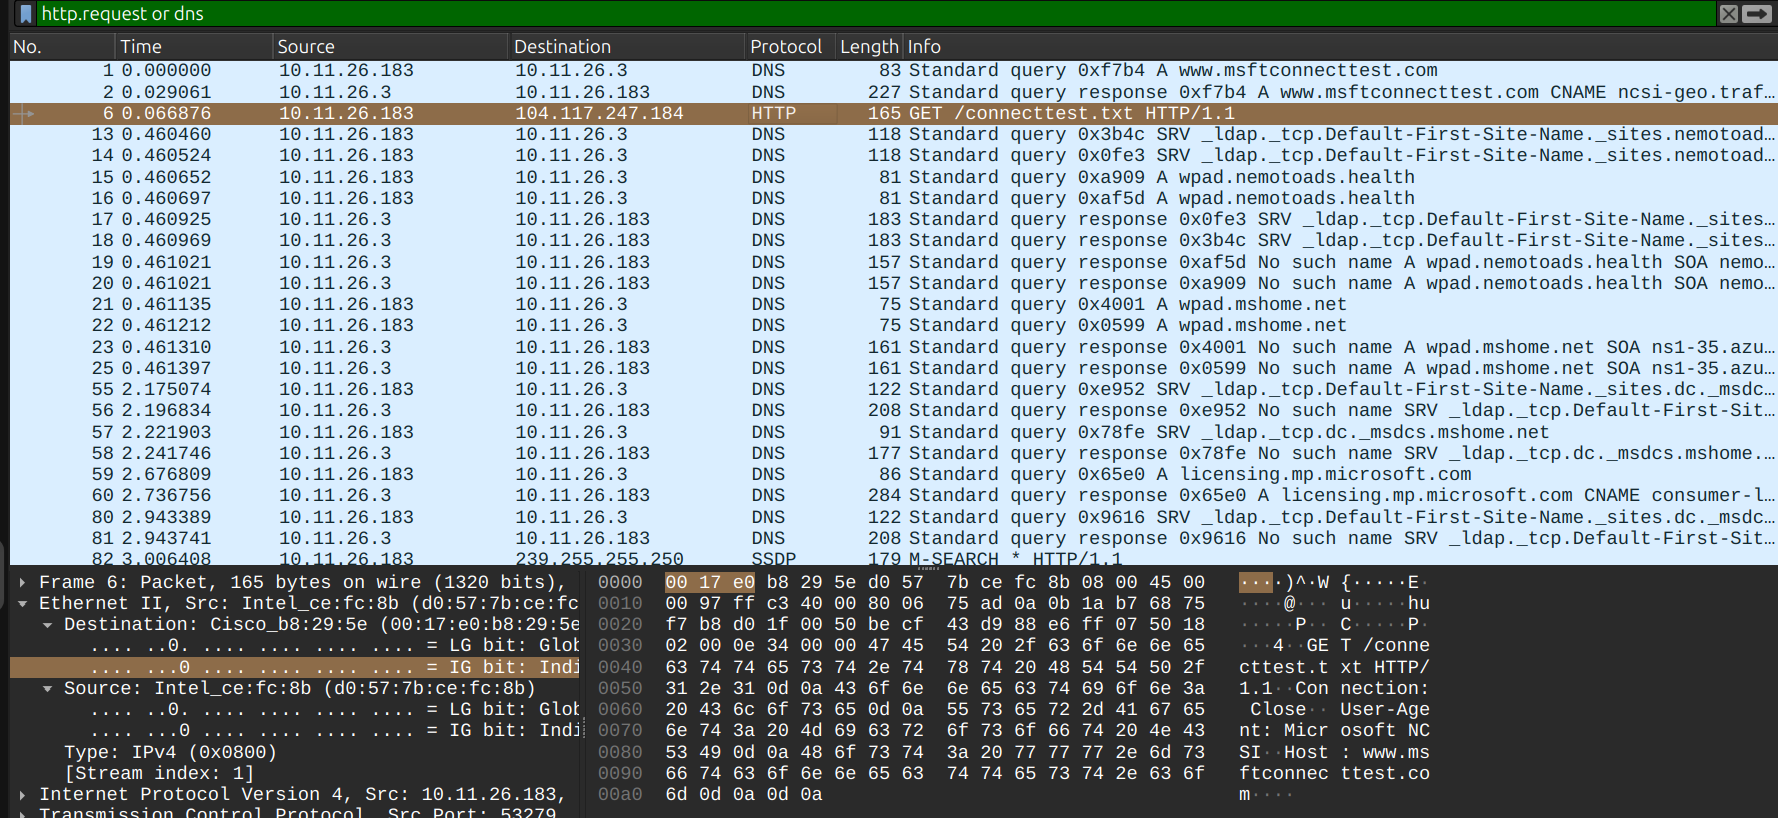 http.request or dns
No. Time Source Destination Protocol Length Info
1 0.000000 10.11.26.183 10.11.26.3 DNS 83 Standard query 0xf7b4 A www.msftconnecttest.com
2 0.029061 10.11.26.3 10.11.26.183 DNS 227 Standard query response 0xf7b4 A www.msftconnecttest.com CNAME ncsi-geo.traf…
6 0.066876 10.11.26.183 104.117.247.184 HTTP 165 GET /connecttest.txt HTTP/1.1
13 0.460460 10.11.26.183 10.11.26.3 DNS 118 Standard query 0x3b4c SRV _ldap._tcp.Default-First-Site-Name._sites.nemotoad…
14 0.460524 10.11.26.183 10.11.26.3 DNS 118 Standard query 0x0fe3 SRV _ldap._tcp.Default-First-Site-Name._sites.nemotoad…
15 0.460652 10.11.26.183 10.11.26.3 DNS 81 Standard query 0xa909 A wpad.nemotoads.health
16 0.460697 10.11.26.183 10.11.26.3 DNS 81 Standard query 0xaf5d A wpad.nemotoads.health
17 0.460925 10.11.26.3 10.11.26.183 DNS 183 Standard query response 0x0fe3 SRV _ldap._tcp.Default-First-Site-Name._sites…
18 0.460969 10.11.26.3 10.11.26.183 DNS 183 Standard query response 0x3b4c SRV _ldap._tcp.Default-First-Site-Name._sites…
19 0.461021 10.11.26.3 10.11.26.183 DNS 157 Standard query response 0xaf5d No such name A wpad.nemotoads.health SOA nemo…
20 0.461021 10.11.26.3 10.11.26.183 DNS 157 Standard query response 0xa909 No such name A wpad.nemotoads.health SOA nemo…
21 0.461135 10.11.26.183 10.11.26.3 DNS 75 Standard query 0x4001 A wpad.mshome.net
22 0.461212 10.11.26.183 10.11.26.3 DNS 75 Standard query 0x0599 A wpad.mshome.net
23 0.461310 10.11.26.3 10.11.26.183 DNS 161 Standard query response 0x4001 No such name A wpad.mshome.net SOA ns1-35.azu…
25 0.461397 10.11.26.3 10.11.26.183 DNS 161 Standard query response 0x0599 No such name A wpad.mshome.net SOA ns1-35.azu…
55 2.175074 10.11.26.183 10.11.26.3 DNS 122 Standard query 0xe952 SRV _ldap._tcp.Default-First-Site-Name._sites.dc._msdc…
56 2.196834 10.11.26.3 10.11.26.183 DNS 208 Standard query response 0xe952 No such name SRV _ldap._tcp.Default-First-Sit…
57 2.221903 10.11.26.183 10.11.26.3 DNS 91 Standard query 0x78fe SRV _ldap._tcp.dc._msdcs.mshome.net
58 2.241746 10.11.26.3 10.11.26.183 DNS 177 Standard query response 0x78fe No such name SRV _ldap._tcp.dc._msdcs.mshome.…
59 2.676809 10.11.26.183 10.11.26.3 DNS 86 Standard query 0x65e0 A licensing.mp.microsoft.com
60 2.736756 10.11.26.3 10.11.26.183 DNS 284 Standard query response 0x65e0 A licensing.mp.microsoft.com CNAME consumer-l…
80 2.943389 10.11.26.183 10.11.26.3 DNS 122 Standard query 0x9616 SRV _ldap._tcp.Default-First-Site-Name._sites.dc._msdc…
81 2.943741 10.11.26.3 10.11.26.183 DNS 208 Standard query response 0x9616 No such name SRV _ldap._tcp.Default-First-Sit…
82 3.006408 10.11.26.183 239.255.255.250 SSDP 179 M-SEARCH * HTTP/1.1
Frame 6: Packet, 165 bytes on wire (1320 bits),
Ethernet II, Src: Intel_ce:fc:8b (d0:57:7b:ce:fc
Destination: Cisco_b8:29:5e (00:17:e0:b8:29:5e
.... ..0. .... .... .... .... = LG bit: Glob
.... ...0 .... .... .... .... = IG bit: Indi
Source: Intel_ce:fc:8b (d0:57:7b:ce:fc:8b)
.... ..0. .... .... .... .... = LG bit: Glob
.... ...0 .... .... .... .... = IG bit: Indi
Type: IPv4 (0x0800)
[Stream index: 1]
Internet Protocol Version 4, Src: 10.11.26.183,
Transmission Control Protocol, Src Port: 53279
0000 00 17 e0 b8 29 5e d0 57 7b ce fc 8b 08 00 45 00 ····)^·W {·····E·
0010 00 97 ff c3 40 00 80 06 75 ad 0a 0b 1a b7 68 75 ····@··· u·····hu
0020 f7 b8 d0 1f 00 50 be cf 43 d9 88 e6 ff 07 50 18 ·····P·· C·····P·
0030 02 00 0e 34 00 00 47 45 54 20 2f 63 6f 6e 6e 65 ···4··GE T /conne
0040 63 74 74 65 73 74 2e 74 78 74 20 48 54 54 50 2f cttest.t xt HTTP/
0050 31 2e 31 0d 0a 43 6f 6e 6e 65 63 74 69 6f 6e 3a 1.1··Con nection:
0060 20 43 6c 6f 73 65 0d 0a 55 73 65 72 2d 41 67 65 Close·· User-Age
0070 6e 74 3a 20 4d 69 63 72 6f 73 6f 66 74 20 4e 43 nt: Micr osoft NC
0080 53 49 0d 0a 48 6f 73 74 3a 20 77 77 77 2e 6d 73 SI··Host : www.ms
0090 66 74 63 6f 6e 6e 65 63 74 74 65 73 74 2e 63 6f ftconnec ttest.co
00a0 6d 0d 0a 0d 0a m····